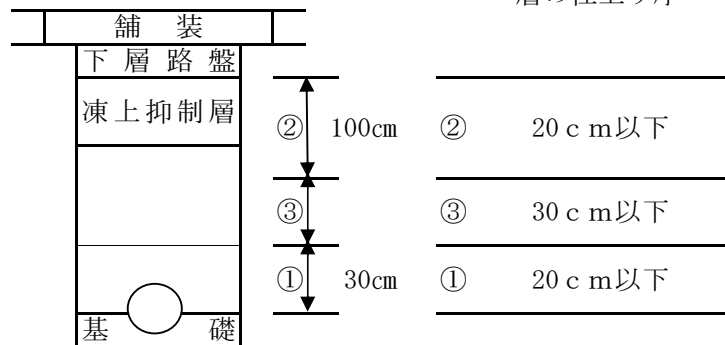 層の仕上り厚
舗装
下層路盤
凍上抑制層
② 100cm ② 20cm以下
③ ③ 30cm以下
① 30cm ① 20cm以下
基礎